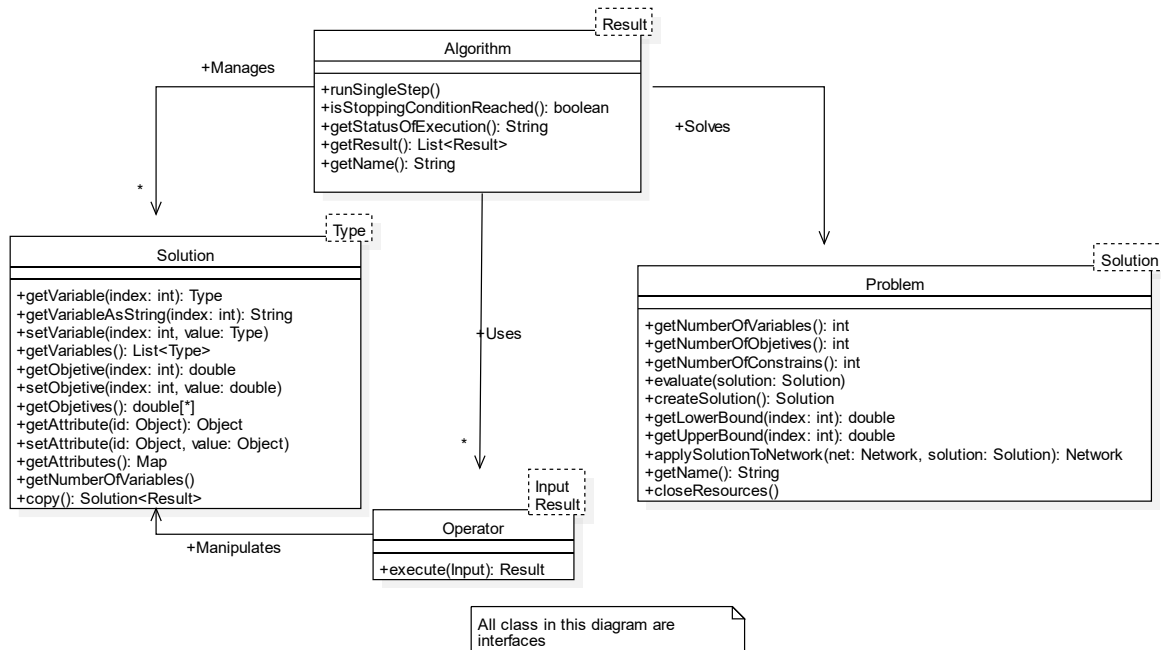 Result
Algorithm
+runSingleStep()
+isStoppingConditionReached(): boolean
+getStatusOfExecution(): String
+getResult(): List<Result>
+getName(): String
+Manages
+Solves
*
Type
Solution
+getVariable(index: int): Type
+getVariableAsString(index: int): String
+setVariable(index: int, value: Type)
+getVariables(): List<Type>
+getObjetive(index: int): double
+setObjetive(index: int, value: double)
+getObjetives(): double[*]
+getAttribute(id: Object): Object
+setAttribute(id: Object, value: Object)
+getAttributes(): Map
+getNumberOfVariables()
+copy(): Solution<Result>
+Uses
*
Solution
Problem
+getNumberOfVariables(): int
+getNumberOfObjetives(): int
+getNumberOfConstrains(): int
+evaluate(solution: Solution)
+createSolution(): Solution
+getLowerBound(index: int): double
+getUpperBound(index: int): double
+applySolutionToNetwork(net: Network, solution: Solution): Network
+getName(): String
+closeResources()
Input
Result
Operator
+execute(Input): Result
+Manipulates
All class in this diagram are
interfaces